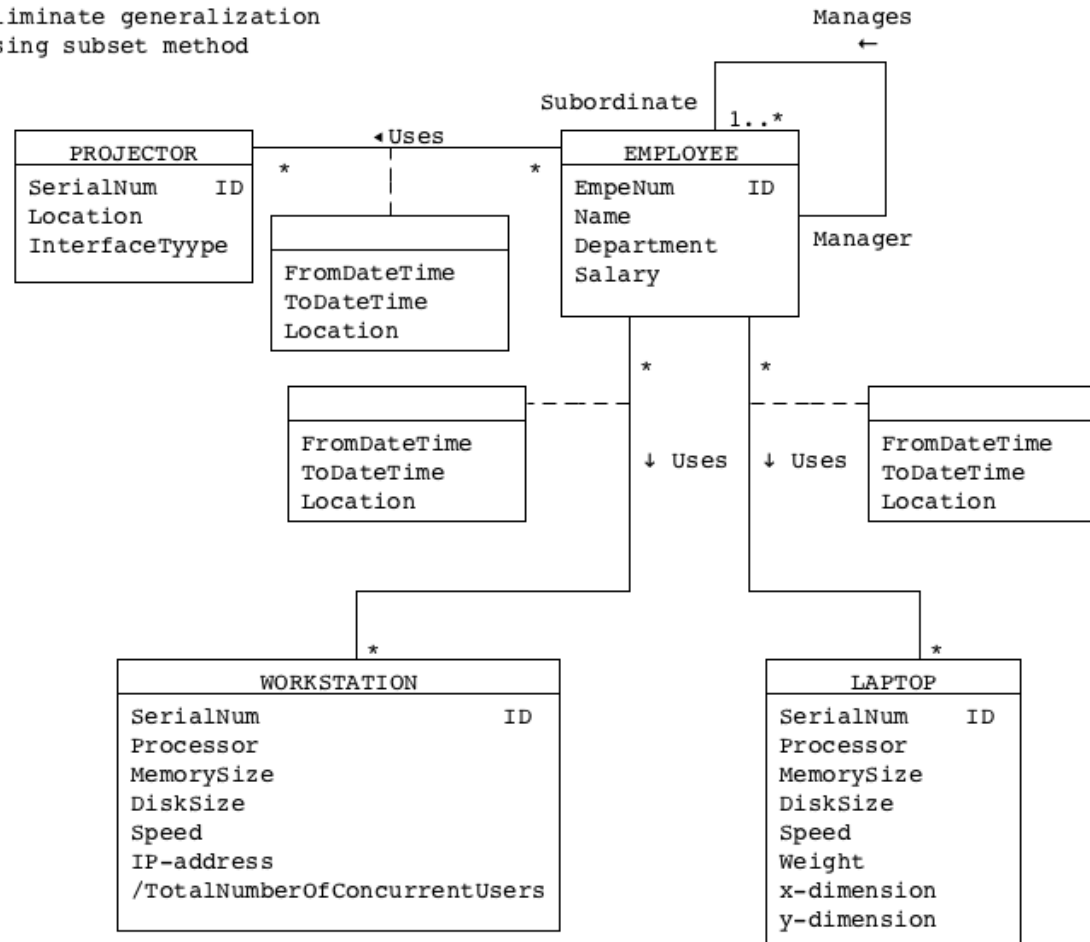 liminate generalization
sing subset method
Manages
←
Subordinate
1..*
◂Uses
*
*
PROJECTOR
SerialNum ID
Location
InterfaceTyype
EMPLOYEE
EmpeNum ID
Name
Department
Salary
Manager
FromDateTime
ToDateTime
Location
*
*
FromDateTime
ToDateTime
Location
↓ Uses
↓ Uses
FromDateTime
ToDateTime
Location
*
*
WORKSTATION
SerialNum ID
Processor
MemorySize
DiskSize
Speed
IP-address
/TotalNumberOfConcurrentUsers
LAPTOP
SerialNum ID
Processor
MemorySize
DiskSize
Speed
Weight
x-dimension
y-dimension